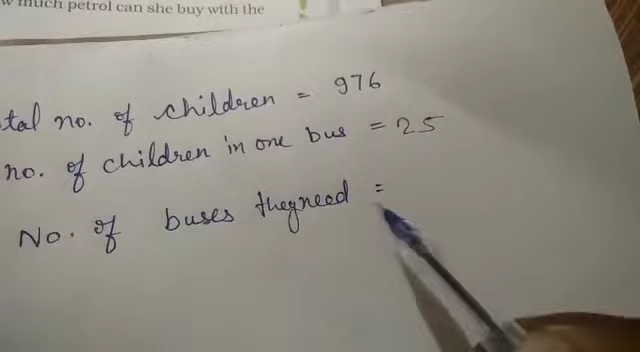 much petrol can she buy with the
no. of children = 976
no. of children in one bus = 25
No. of buses they need =